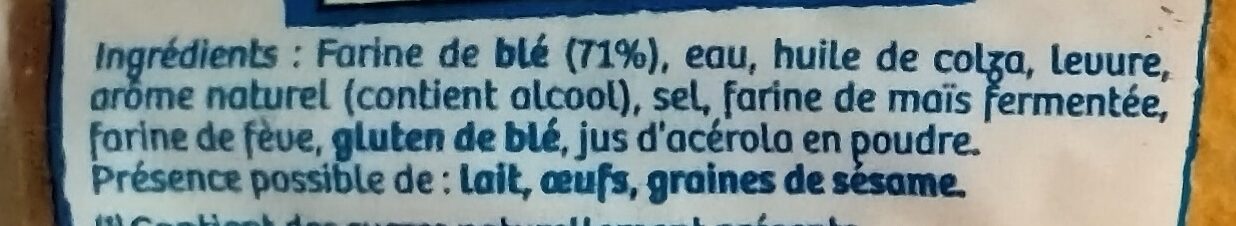 Ingrédients : Farine de blé (71%), eau, huile de colza, levure,
arôme naturel (contient alcool), sel, farine de maïs fermentée,
farine de fève, gluten de blé, jus d'acérola en poudre.
Présence possible de : lait, œufs, graines de sésame.